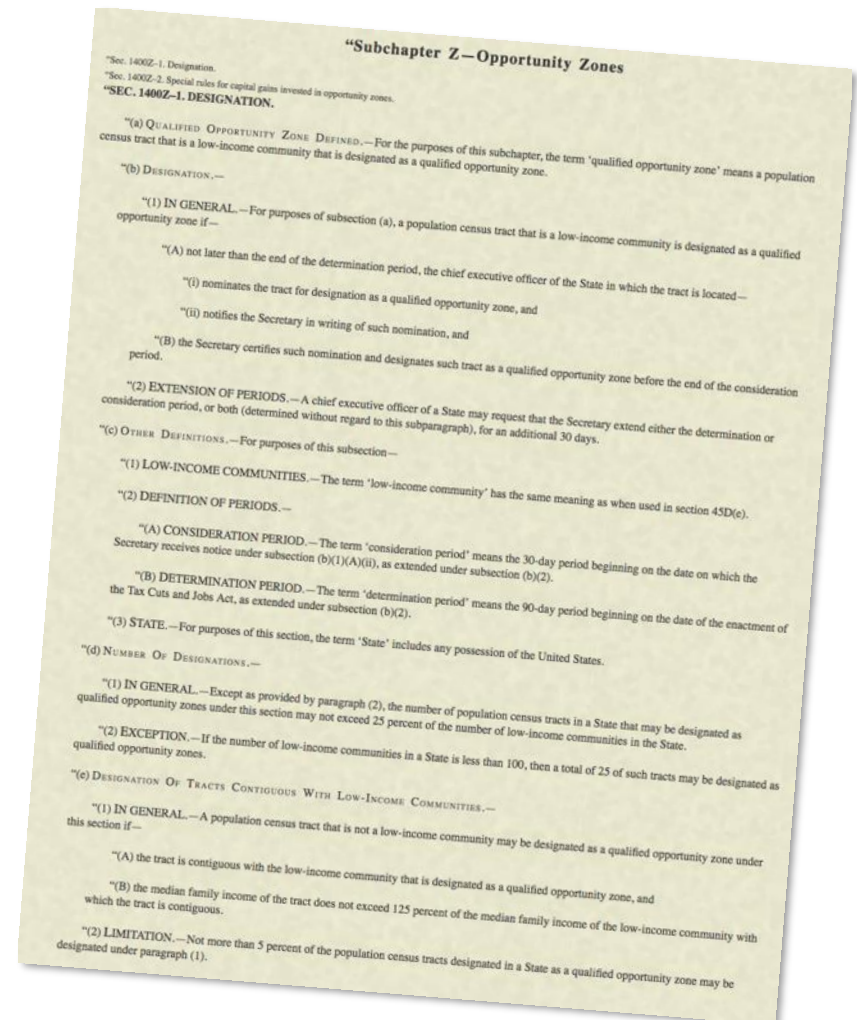 “Subchapter Z—Opportunity Zones
“Sec. 1400Z–1. Designation.
“Sec. 1400Z–2. Special rules for capital gains invested in opportunity zones.
“SEC. 1400Z–1. DESIGNATION.
“(a) QUALIFIED OPPORTUNITY ZONE DEFINED.—For the purposes of this subchapter, the term ‘qualified opportunity zone’ means a population
census tract that is a low-income community that is designated as a qualified opportunity zone.
“(b) DESIGNATION.—
“(1) IN GENERAL.—For purposes of subsection (a), a population census tract that is a low-income community is designated as a qualified
opportunity zone if—
“(A) not later than the end of the determination period, the chief executive officer of the State in which the tract is located—
“(i) nominates the tract for designation as a qualified opportunity zone, and
“(ii) notifies the Secretary in writing of such nomination, and
“(B) the Secretary certifies such nomination and designates such tract as a qualified opportunity zone before the end of the consideration
period.
“(2) EXTENSION OF PERIODS.—A chief executive officer of a State may request that the Secretary extend either the determination or
consideration period, or both (determined without regard to this subparagraph), for an additional 30 days.
“(c) OTHER DEFINITIONS.—For purposes of this subsection—
“(1) LOW-INCOME COMMUNITIES.—The term ‘low-income community’ has the same meaning as when used in section 45D(e).
“(2) DEFINITION OF PERIODS.—
“(A) CONSIDERATION PERIOD.—The term ‘consideration period’ means the 30-day period beginning on the date on which the
Secretary receives notice under subsection (b)(1)(A)(ii), as extended under subsection (b)(2).
“(B) DETERMINATION PERIOD.—The term ‘determination period’ means the 90-day period beginning on the date of the enactment of
the Tax Cuts and Jobs Act, as extended under subsection (b)(2).
“(3) STATE.—For purposes of this section, the term ‘State’ includes any possession of the United States.
“(d) NUMBER OF DESIGNATIONS.—
“(1) IN GENERAL.—Except as provided by paragraph (2), the number of population census tracts in a State that may be designated as
qualified opportunity zones under this section may not exceed 25 percent of the number of low-income communities in the State.
“(2) EXCEPTION.—If the number of low-income communities in a State is less than 100, then a total of 25 of such tracts may be designated as
qualified opportunity zones.
“(e) DESIGNATION OF TRACTS CONTIGUOUS WITH LOW-INCOME COMMUNITIES.—
“(1) IN GENERAL.—A population census tract that is not a low-income community may be designated as a qualified opportunity zone under
this section if—
“(A) the tract is contiguous with the low-income community that is designated as a qualified opportunity zone, and
“(B) the median family income of the tract does not exceed 125 percent of the median family income of the low-income community with
which the tract is contiguous.
“(2) LIMITATION.—Not more than 5 percent of the population census tracts designated in a State as a qualified opportunity zone may be
designated under paragraph (1).